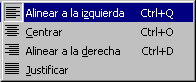 Alinear a la izquierda Ctrl+Q
Centrar Ctrl+O
Alinear a la derecha Ctrl+D
Justificar